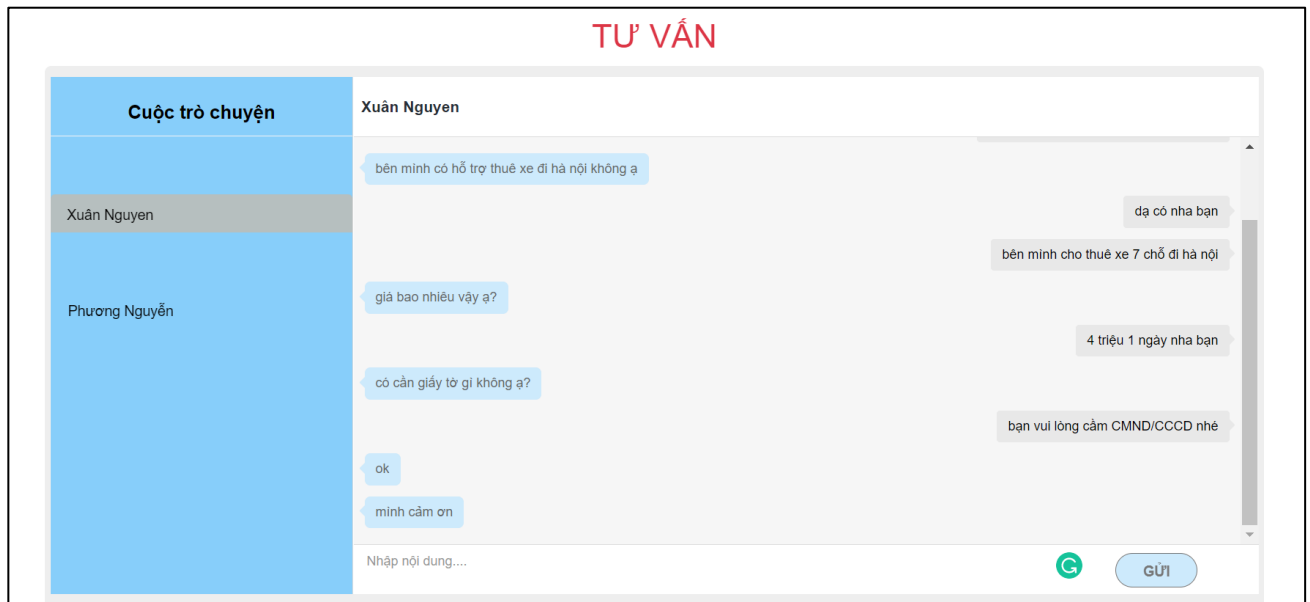 TƯ VẤN
Cuộc trò chuyện
Xuân Nguyen
Phương Nguyễn
Xuân Nguyen
bên mình có hỗ trợ thuê xe đi hà nội không ạ
dạ có nha bạn
bên mình cho thuê xe 7 chỗ đi hà nội
giá bao nhiêu vậy ạ?
4 triệu 1 ngày nha bạn
có cần giấy tờ gì không ạ?
bạn vui lòng cầm CMND/CCCD nhé
ok
mình cảm ơn
Nhập nội dung....
GỬI